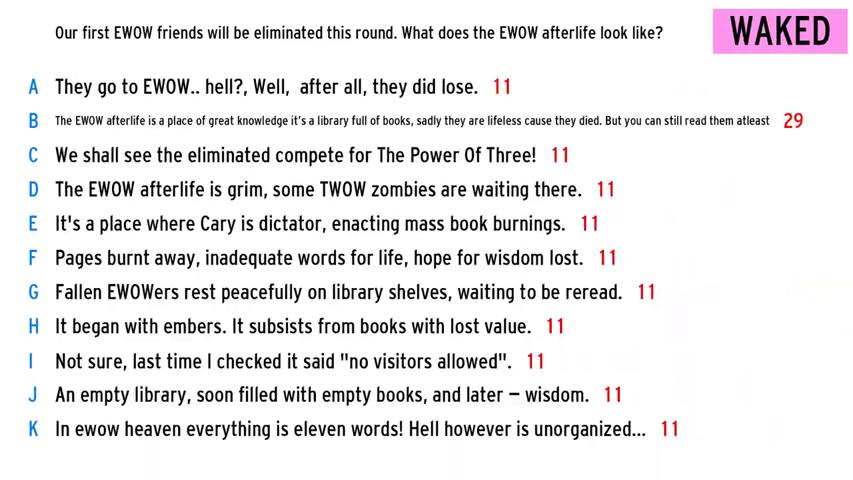 Our first EWOW friends will be eliminated this round. What does the EWOW afterlife look like?
WAKED
A They go to EWOW.. hell?, Well, after all, they did lose. 11
B The EWOW afterlife is a place of great knowledge it's a library full of books, sadly they are lifeless cause they died. But you can still read them atleast 29
C We shall see the eliminated compete for The Power Of Three! 11
D The EWOW afterlife is grim, some TWOW zombies are waiting there. 11
E It's a place where Cary is dictator, enacting mass book burnings. 11
F Pages burnt away, inadequate words for life, hope for wisdom lost. 11
G Fallen EWOWers rest peacefully on library shelves, waiting to be reread. 11
H It began with embers. It subsists from books with lost value. 11
I Not sure, last time I checked it said "no visitors allowed". 11
J An empty library, soon filled with empty books, and later – wisdom. 11
K In ewow heaven everything is eleven words! Hell however is unorganized... 11